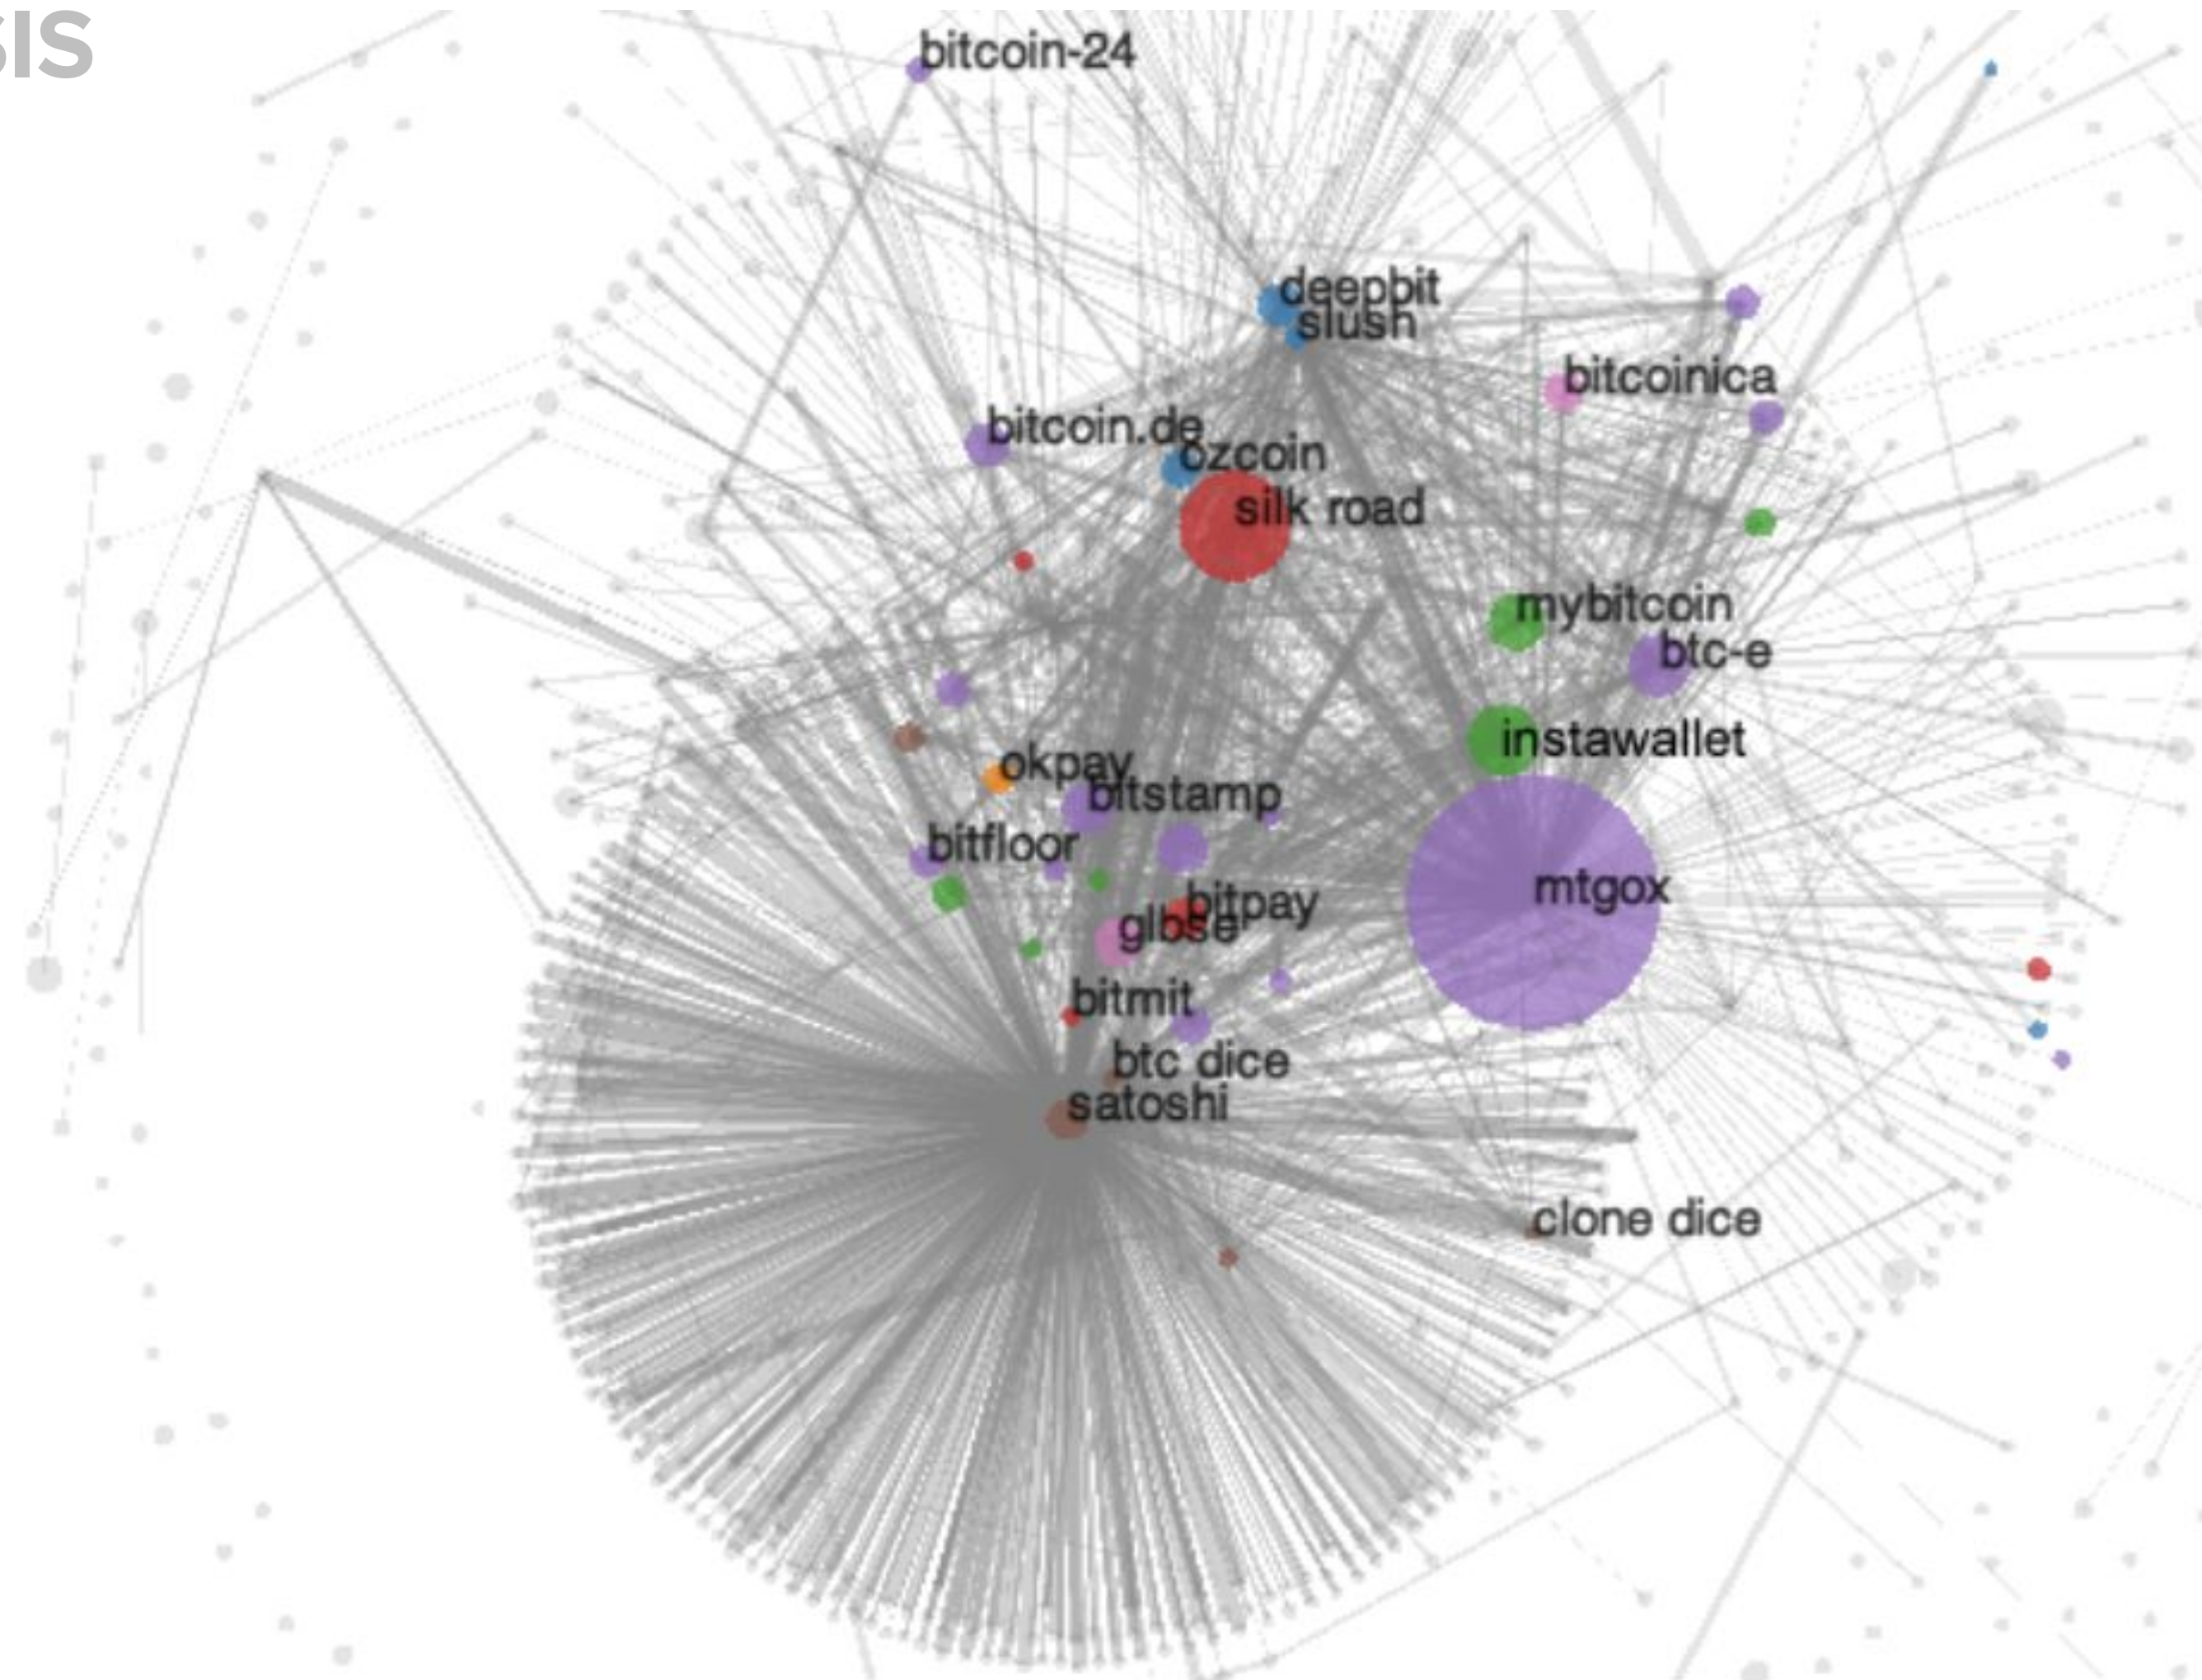 SIS
bitcoin-24
deepbit
slush
bitcoinica
bitcoin.de
ozcoin
silk road
mybitcoin
btc-e
instawallet
okpay
bitstamp
bitfloor
mtgox
bitpay
glbse
bitmit
btc dice
satoshi
clone dice